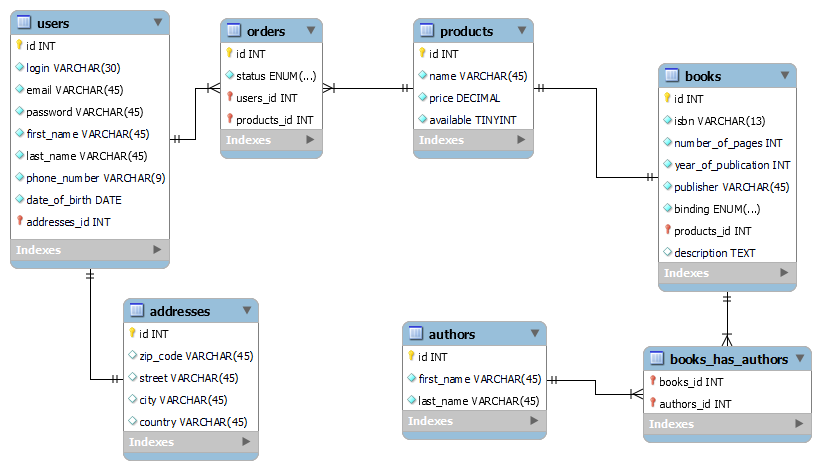 users
id INT
login VARCHAR(30)
email VARCHAR(45)
password VARCHAR(45)
first_name VARCHAR(45)
last_name VARCHAR(45)
phone_number VARCHAR(9)
date_of_birth DATE
addresses_id INT
Indexes
orders
id INT
status ENUM(...)
users_id INT
products_id INT
Indexes
products
id INT
name VARCHAR(45)
price DECIMAL
available TINYINT
Indexes
books
id INT
isbn VARCHAR(13)
number_of_pages INT
year_of_publication INT
publisher VARCHAR(45)
binding ENUM(...)
products_id INT
description TEXT
Indexes
addresses
id INT
zip_code VARCHAR(45)
street VARCHAR(45)
city VARCHAR(45)
country VARCHAR(45)
Indexes
authors
id INT
first_name VARCHAR(45)
last_name VARCHAR(45)
Indexes
books_has_authors
books_id INT
authors_id INT
Indexes